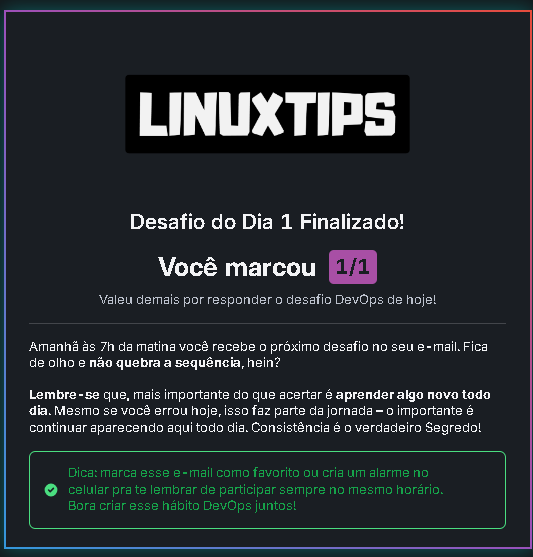 LINUXTIPS
Desafio do Dia 1 Finalizado!
Você marcou 1/1
Valeu demais por responder o desafio DevOps de hoje!
Amanhã às 7h da matina você recebe o próximo desafio no seu e-mail. Fica
de olho e não quebra a sequência, hein?
Lembre-se que, mais importante do que acertar é aprender algo novo todo
dia. Mesmo se você errou hoje, isso faz parte da jornada – o importante é
continuar aparecendo aqui todo dia. Consistência é o verdadeiro Segredo!
Dica: marca esse e-mail como favorito ou cria um alarme no
celular pra te lembrar de participar sempre no mesmo horário.
Bora criar esse hábito DevOps juntos!